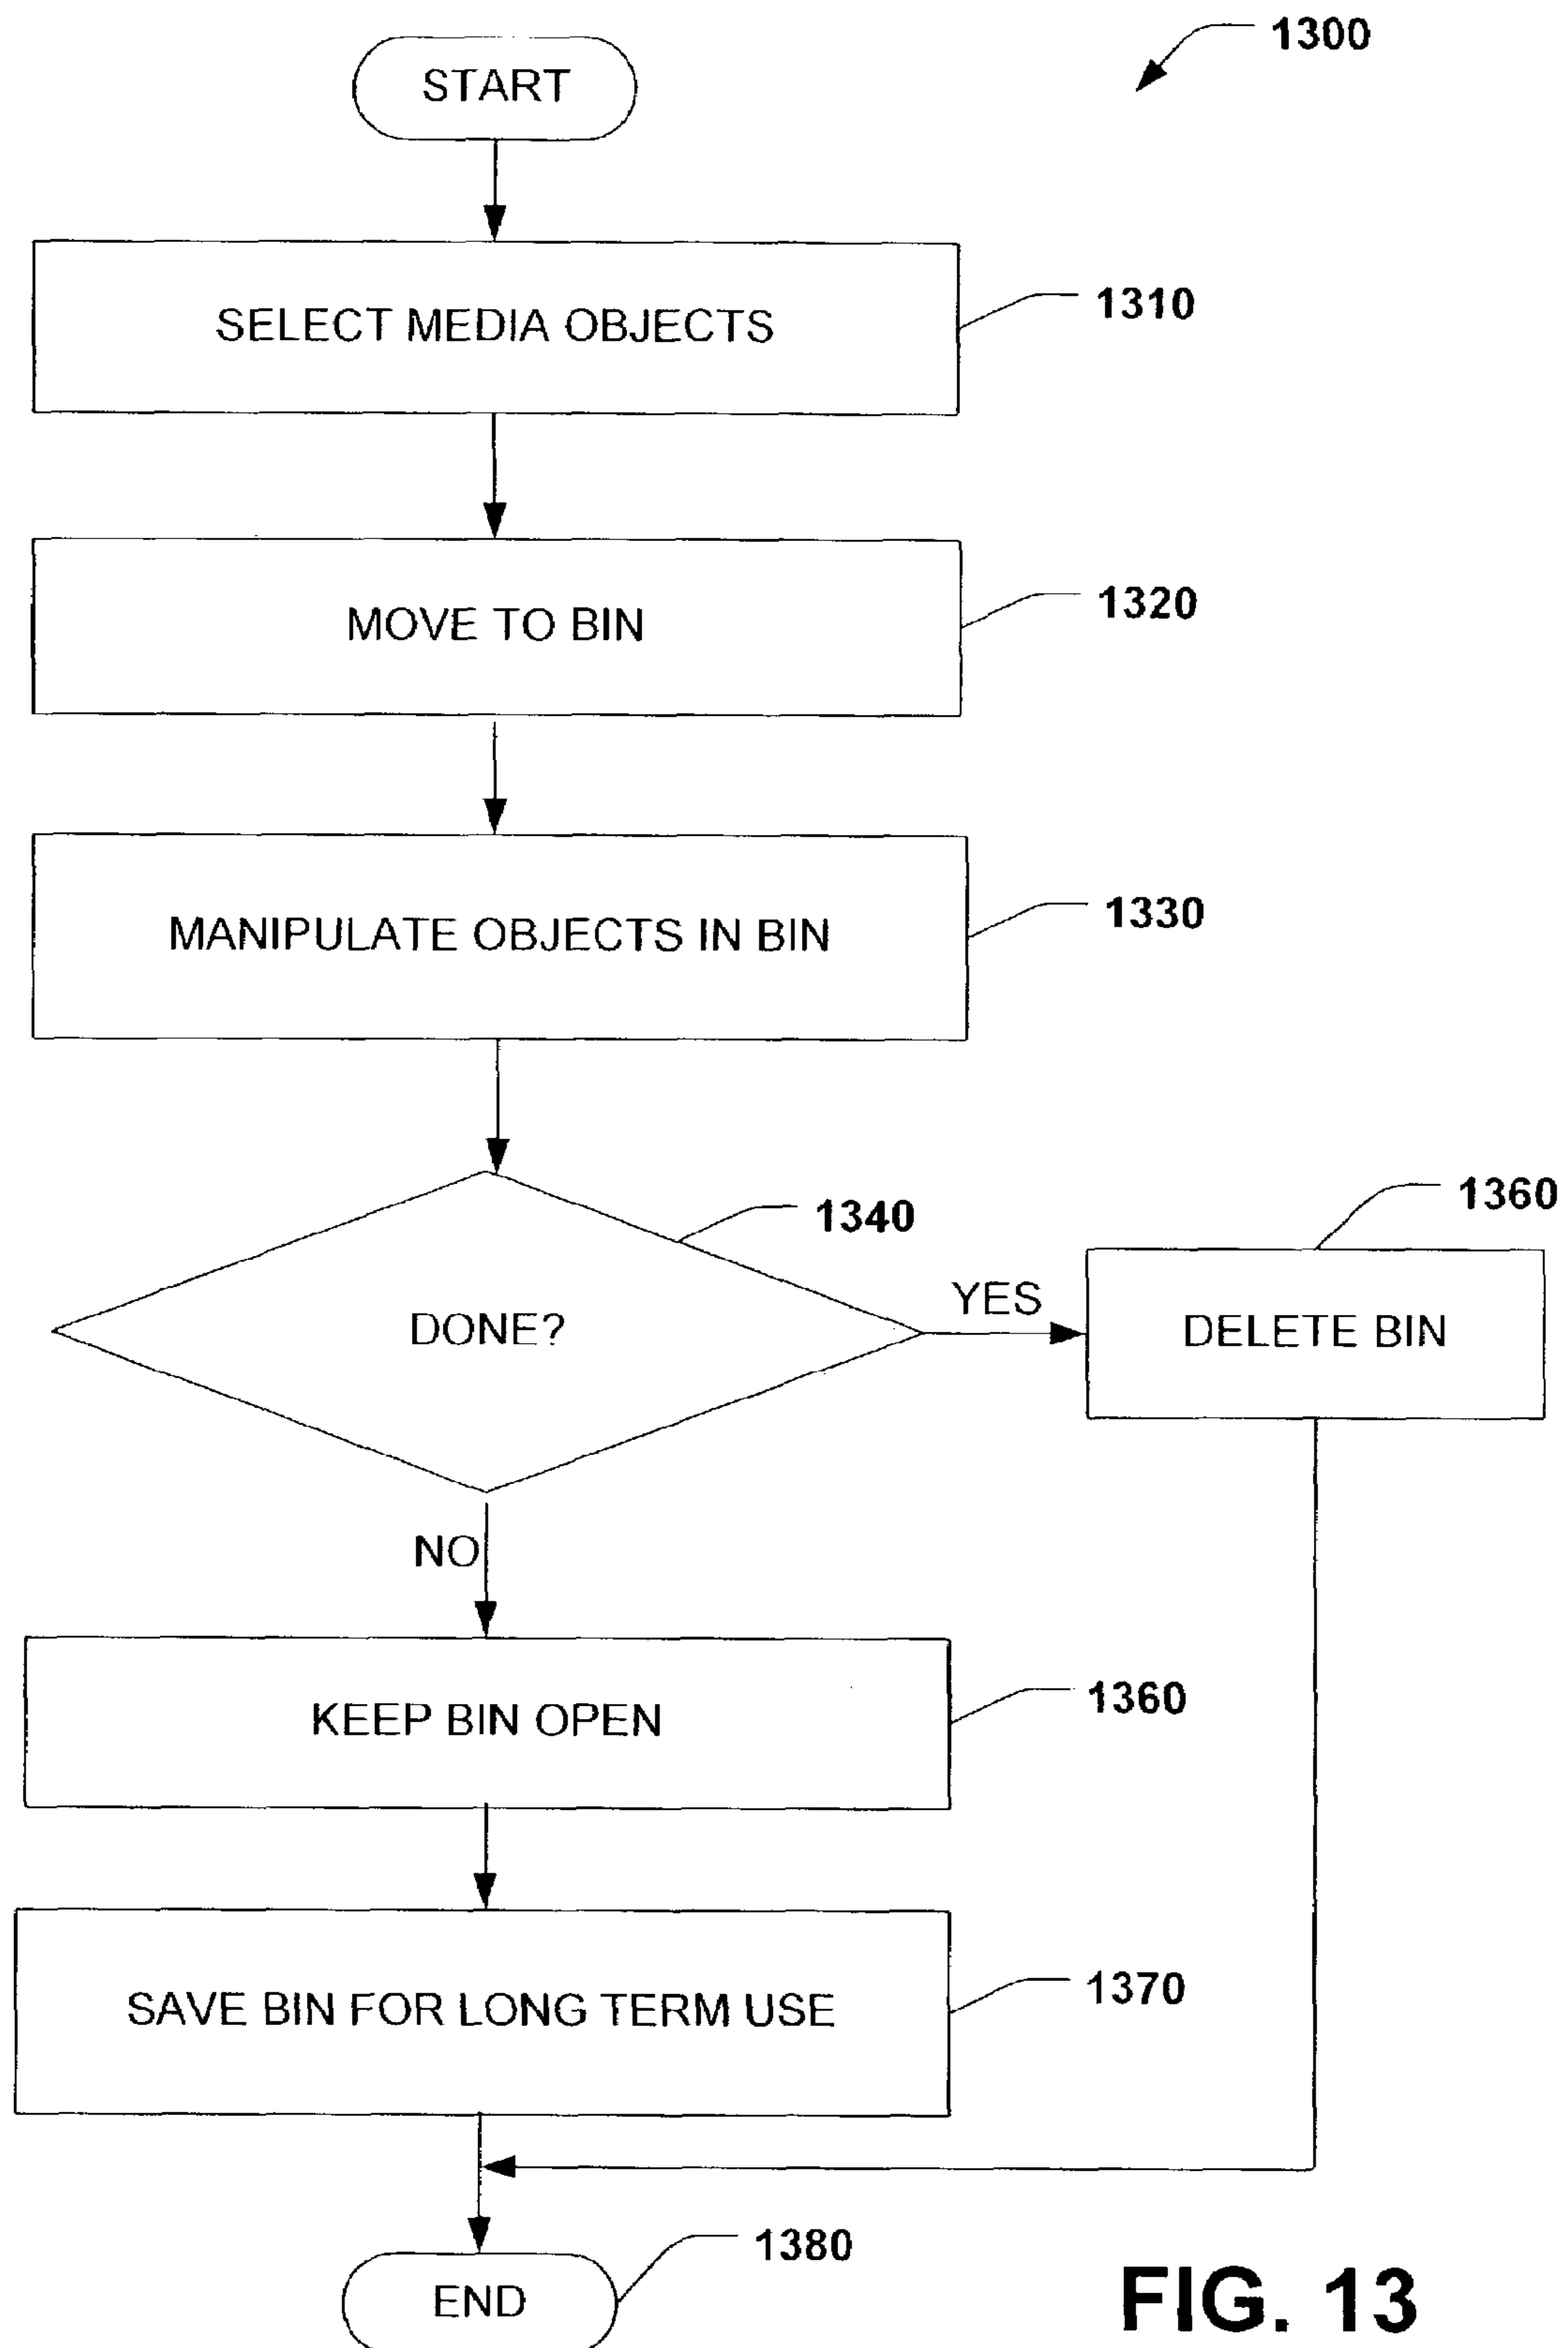 1300
START
SELECT MEDIA OBJECTS
1310
MOVE TO BIN
1320
MANIPULATE OBJECTS IN BIN
1330
1340
DONE?
YES
1360
DELETE BIN
NO
KEEP BIN OPEN
1360
SAVE BIN FOR LONG TERM USE
1370
END
1380
FIG. 13